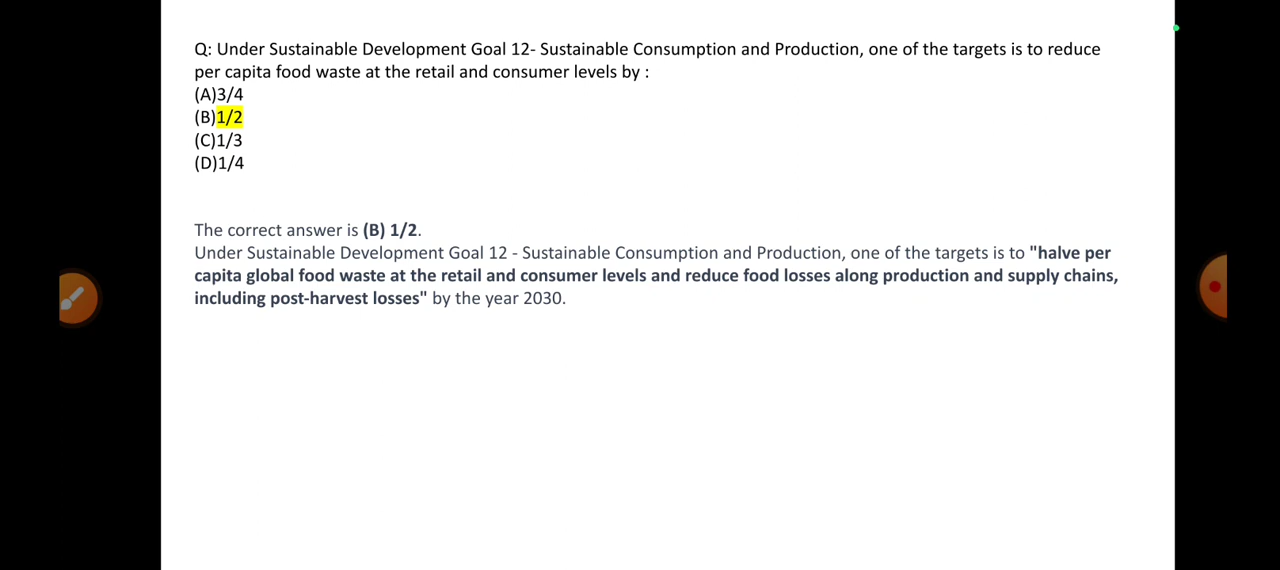 Q: Under Sustainable Development Goal 12- Sustainable Consumption and Production, one of the targets is to reduce
per capita food waste at the retail and consumer levels by :
(A)3/4
(B)1/2
(C)1/3
(D)1/4
The correct answer is (B) 1/2.
Under Sustainable Development Goal 12 - Sustainable Consumption and Production, one of the targets is to "halve per
capita global food waste at the retail and consumer levels and reduce food losses along production and supply chains,
including post-harvest losses" by the year 2030.